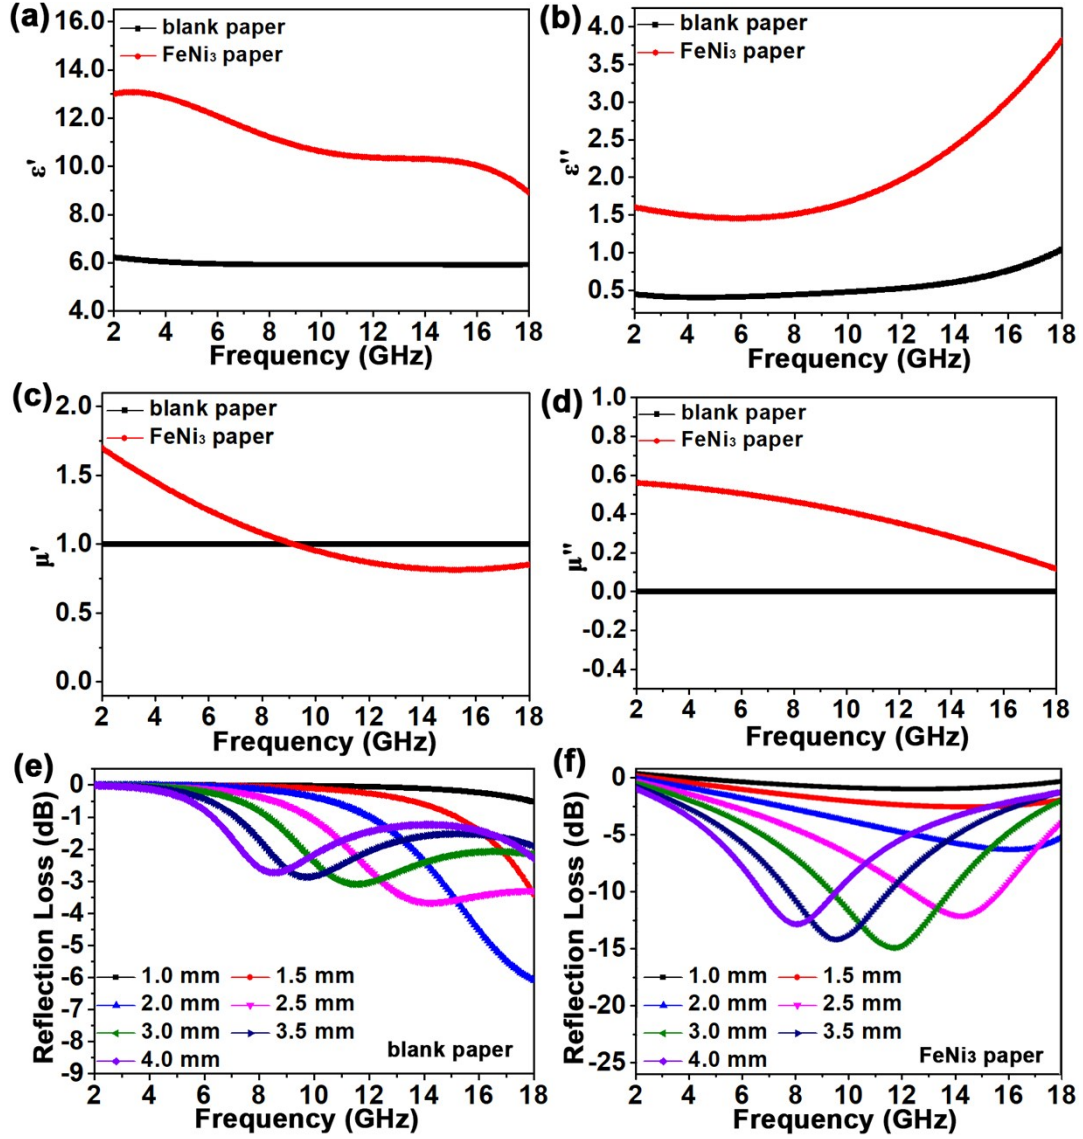 (a)
16.0
14.0
12.0
10.0
8.0
6.0
4.0
ε'
blank paper
FeNi₃ paper
2 4 6 8 10 12 14 16 18
Frequency (GHz)
(b)
4.0
3.5
3.0
2.5
2.0
1.5
1.0
0.5
ε''
blank paper
FeNi₃ paper
2 4 6 8 10 12 14 16 18
Frequency (GHz)
(c)
2.0
1.5
1.0
0.5
0.0
μ'
blank paper
FeNi₃ paper
2 4 6 8 10 12 14 16 18
Frequency (GHz)
(d)
1.0
0.8
0.6
0.4
0.2
0.0
-0.2
-0.4
μ''
blank paper
FeNi₃ paper
2 4 6 8 10 12 14 16 18
Frequency (GHz)
(e)
0
-1
-2
-3
-4
-5
-6
-7
-8
-9
Reflection Loss (dB)
1.0 mm 1.5 mm
2.0 mm 2.5 mm
3.0 mm 3.5 mm
4.0 mm
blank paper
2 4 6 8 10 12 14 16 18
Frequency (GHz)
(f)
0
-5
-10
-15
-20
-25
Reflection Loss (dB)
1.0 mm 1.5 mm
2.0 mm 2.5 mm
3.0 mm 3.5 mm
4.0 mm
FeNi₃ paper
2 4 6 8 10 12 14 16 18
Frequency (GHz)